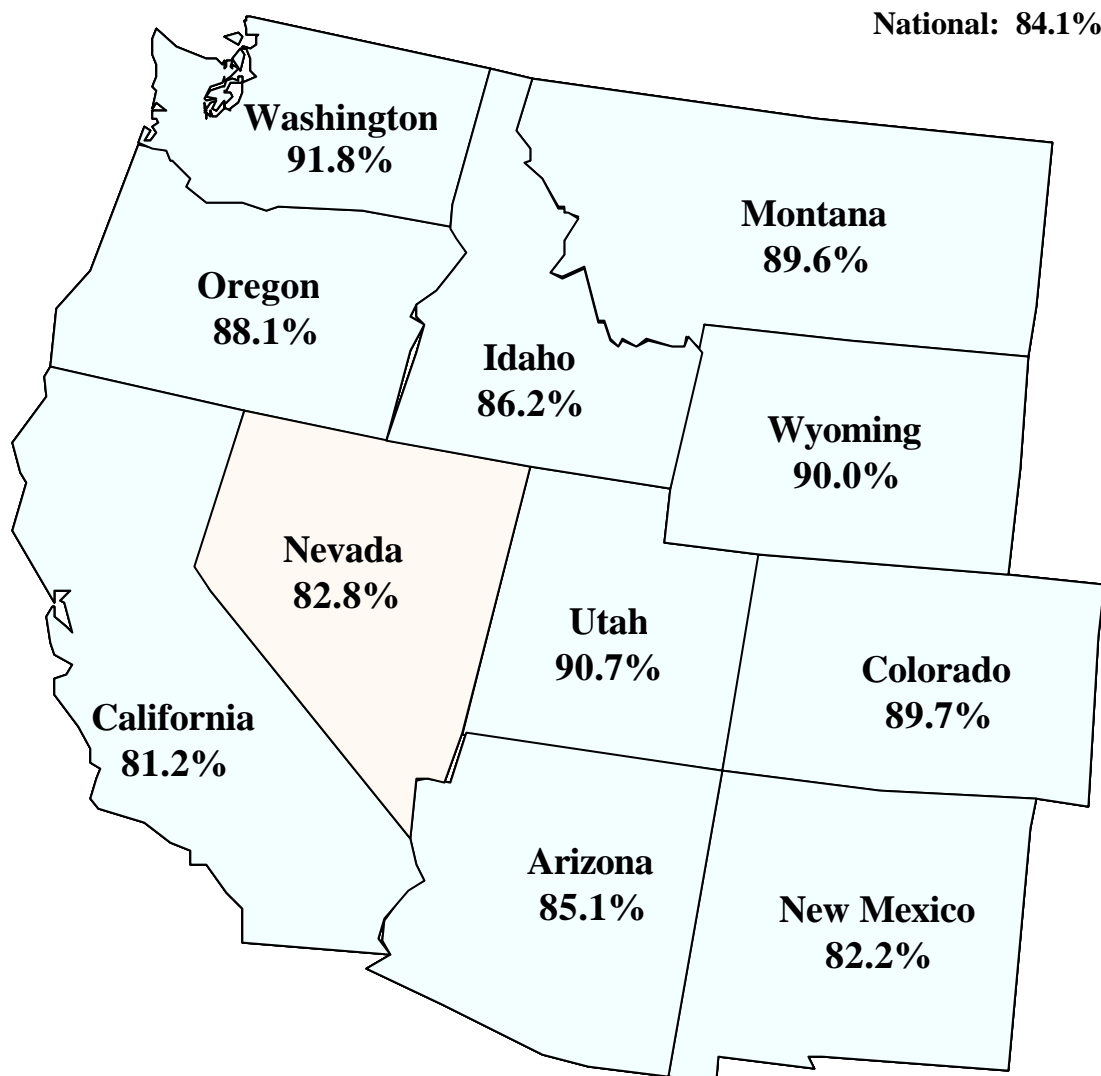 National: 84.1%
Washington
91.8%
Montana
89.6%
Oregon
88.1%
Idaho
86.2%
Wyoming
90.0%
Nevada
82.8%
Utah
90.7%
Colorado
89.7%
California
81.2%
Arizona
85.1%
New Mexico
82.2%